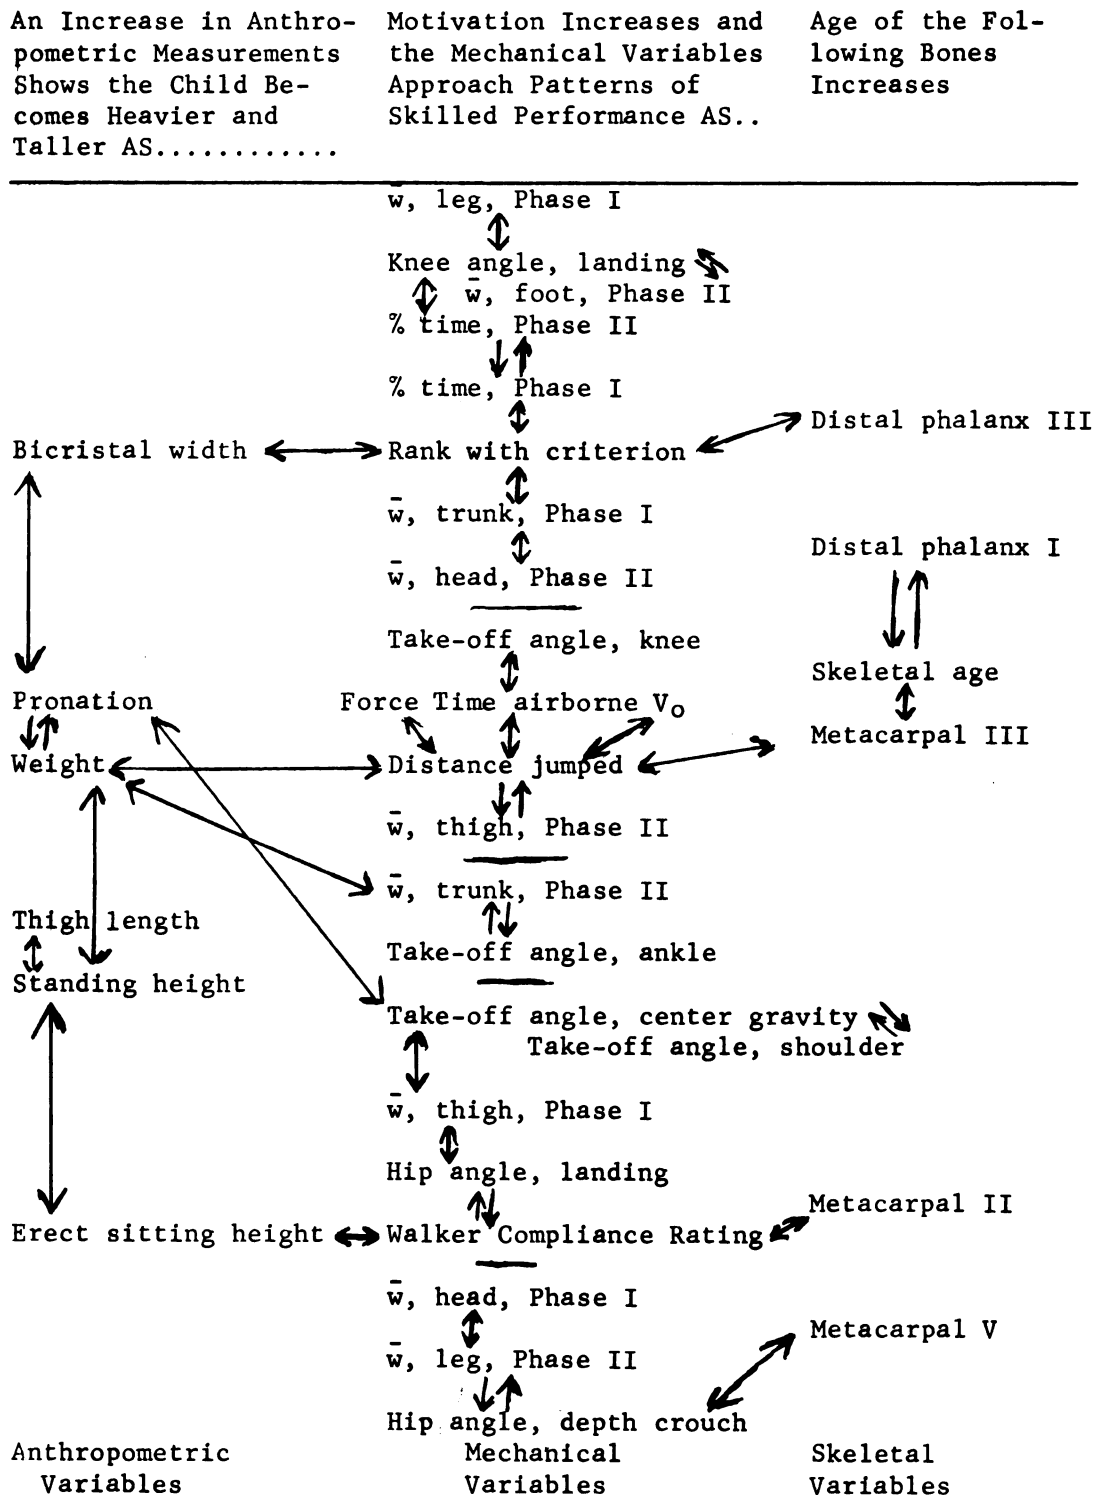 An Increase in Anthro-
pometric Measurements
Shows the Child Be-
comes Heavier and
Taller AS............
Motivation Increases and
the Mechanical Variables
Approach Patterns of
Skilled Performance AS..
Age of the Fol-
lowing Bones
Increases
w̄, leg, Phase I
Knee angle, landing
w̄, foot, Phase II
% time, Phase II
% time, Phase I
Distal phalanx III
Bicristal width
Rank with criterion
w̄, trunk, Phase I
Distal phalanx I
w̄, head, Phase II
Take-off angle, knee
Skeletal age
Pronation
Force Time airborne V₀
Metacarpal III
Weight
Distance jumped
w̄, thigh, Phase II
w̄, trunk, Phase II
Thigh length
Take-off angle, ankle
Standing height
Take-off angle, center gravity
Take-off angle, shoulder
w̄, thigh, Phase I
Hip angle, landing
Metacarpal II
Erect sitting height
Walker Compliance Rating
w̄, head, Phase I
Metacarpal V
w̄, leg, Phase II
Hip angle, depth crouch
Anthropometric
Variables
Mechanical
Variables
Skeletal
Variables